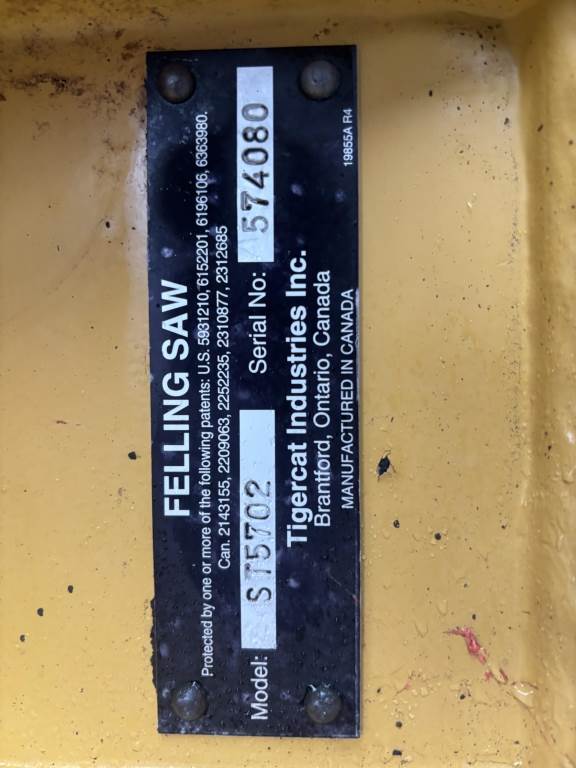 FELLING SAW
Protected by one or more of the following patents: U.S. 5931210, 6152201, 6196106, 6363980.
Can. 2143155, 2209063, 2252235, 2310877, 2312685
Model: ST5702 Serial No: 574080
Tigercat Industries Inc.
Brantford, Ontario, Canada
MANUFACTURED IN CANADA
19855A R4